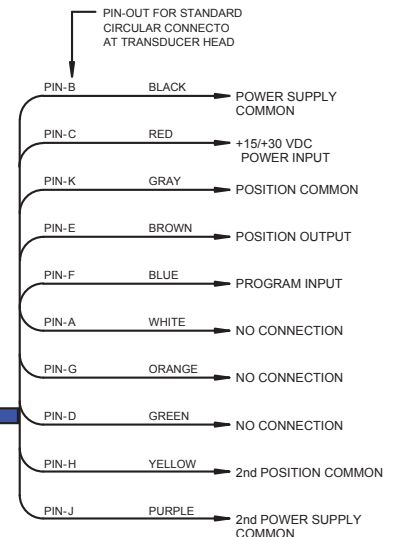 PIN-OUT FOR STANDARD
CIRCULAR CONNECTO
AT TRANSDUCER HEAD
PIN-B BLACK POWER SUPPLY
COMMON
PIN-C RED +15/+30 VDC
POWER INPUT
PIN-K GRAY POSITION COMMON
PIN-E BROWN POSITION OUTPUT
PIN-F BLUE PROGRAM INPUT
PIN-A WHITE NO CONNECTION
PIN-G ORANGE NO CONNECTION
PIN-D GREEN NO CONNECTION
PIN-H YELLOW 2nd POSITION COMMON
PIN-J PURPLE 2nd POWER SUPPLY
COMMON